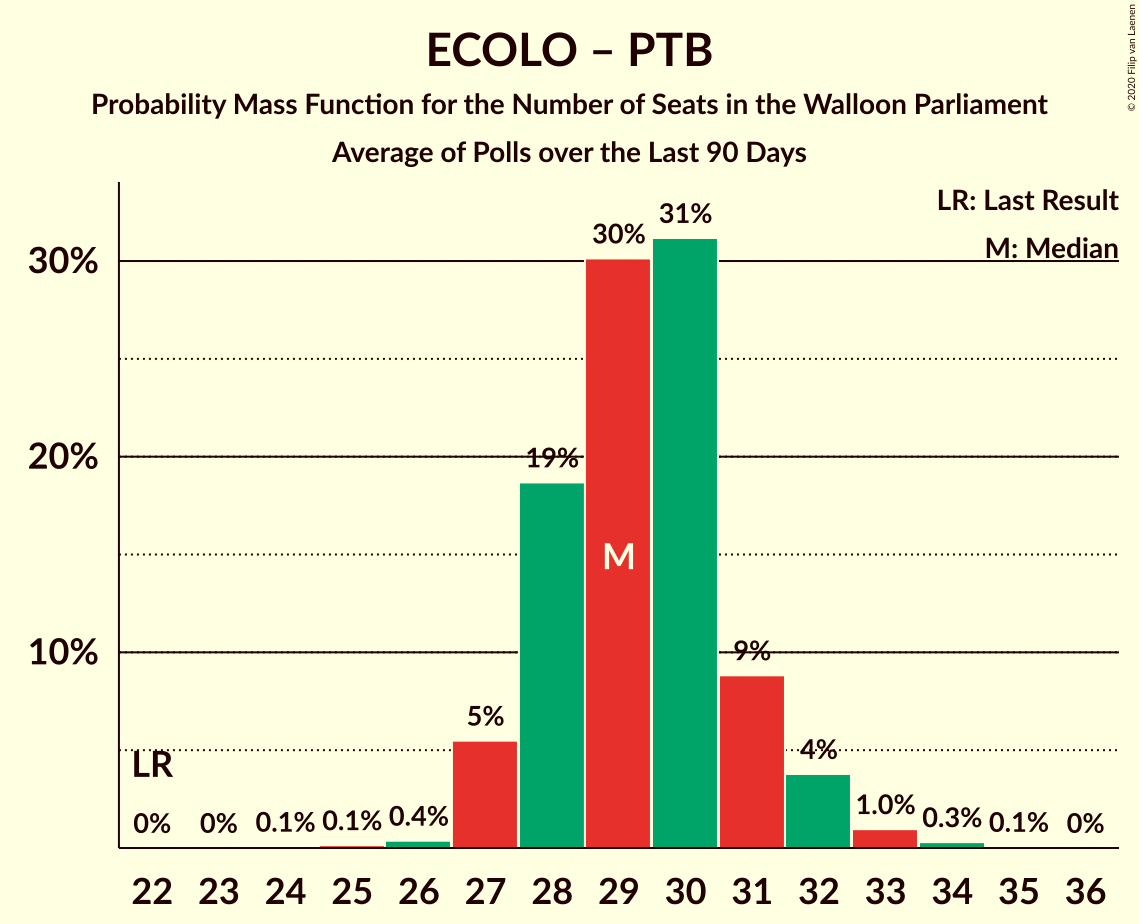 ECOLO – PTB
Probability Mass Function for the Number of Seats in the Walloon Parliament
Average of Polls over the Last 90 Days
© 2020 Filip van Laenen
LR: Last Result
M: Median
30%
20%
10%
0% 0% 0.1% 0.1% 0.4% 5% 19% 30% 31% 9% 4% 1.0% 0.3% 0.1% 0%
LR
M
22 23 24 25 26 27 28 29 30 31 32 33 34 35 36